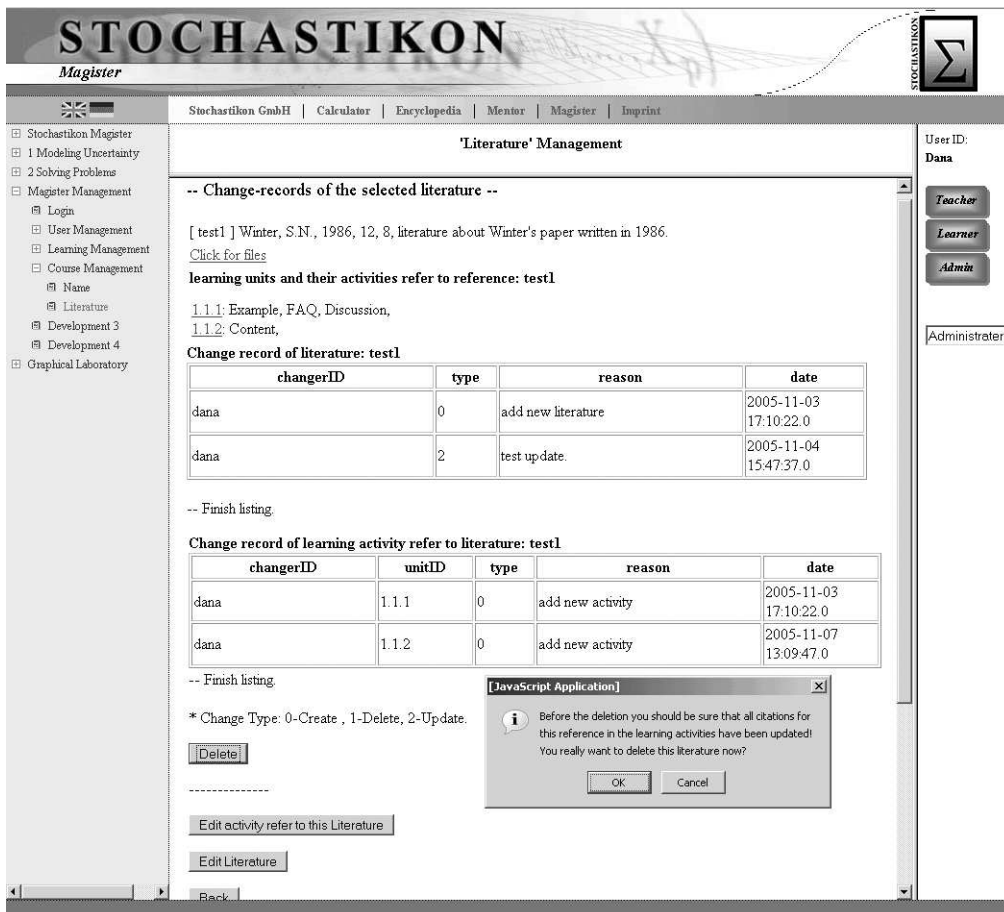 STOCHASTIKON
Magister
STOCHASTIKON
Σ
Stochastikon GmbH | Calculator | Encyclopedia | Mentor | Magister | Imprint
Stochastikon Magister
1 Modeling Uncertainty
2 Solving Problems
Magister Management
Login
User Management
Learning Management
Course Management
Name
Literature
Development 3
Development 4
Graphical Laboratory
'Literature' Management
-- Change-records of the selected literature --
[ test1 ] Winter, S.N., 1986, 12, 8, literature about Winter's paper written in 1986.
Click for files
learning units and their activities refer to reference: test1
1.1.1: Example, FAQ, Discussion,
1.1.2: Content,
Change record of literature: test1
changerID type reason date
dana 0 add new literature 2005-11-03
17:10:22.0
dana 2 test update. 2005-11-04
15:47:37.0
-- Finish listing.
Change record of learning activity refer to literature: test1
changerID unitID type reason date
dana 1.1.1 0 add new activity 2005-11-03
17:10:22.0
dana 1.1.2 0 add new activity 2005-11-07
13:09:47.0
-- Finish listing.
* Change Type: 0-Create , 1-Delete, 2-Update.
Delete
--------------
Edit activity refer to this Literature
Edit Literature
Back
[JavaScript Application]
Before the deletion you should be sure that all citations for
this reference in the learning activities have been updated!
You really want to delete this literature now?
OK Cancel
User ID:
Dana
Teacher
Learner
Admin
Administrater